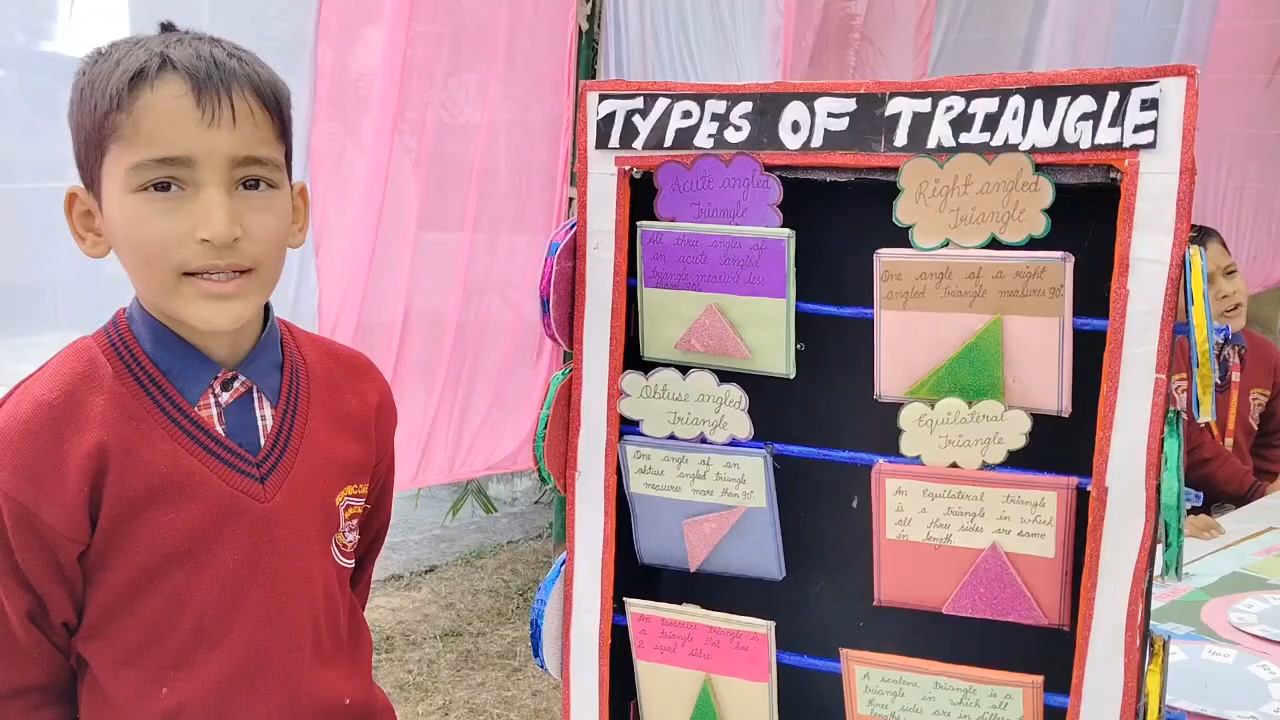 TYPES OF TRIANGLE
Acute angled
Triangle
All three angles of
an acute angled
triangle measure less
than 90°
Right angled
Triangle
One angle of a right
angled triangle measures 90°
Obtuse angled
Triangle
One angle of an
obtuse angled triangle
measures more than 90°
Equilateral
Triangle
An Equilateral triangle
is a triangle in which
all three sides are same
in length.
An Isosceles triangle is
a triangle that has
2 equal sides.
A scalene triangle is a
triangle in which all
three sides are in
400